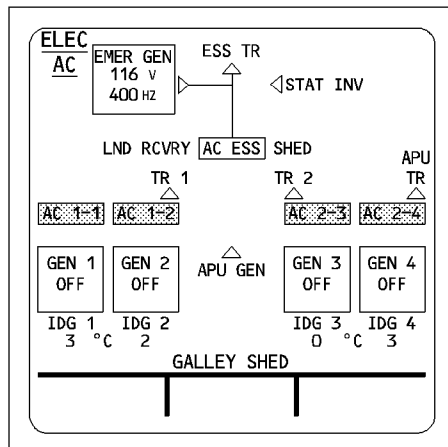 ELEC
AC
EMER GEN
116 V
400 HZ
ESS TR
STAT INV
LND RCVRY AC ESS SHED
APU
TR 1 TR 2 TR
AC 1-1 AC 1-2 AC 2-3 AC 2-4
GEN 1 GEN 2 APU GEN GEN 3 GEN 4
OFF OFF OFF OFF
IDG 1 IDG 2 IDG 3 IDG 4
3 °C 2 0 °C 3
GALLEY SHED